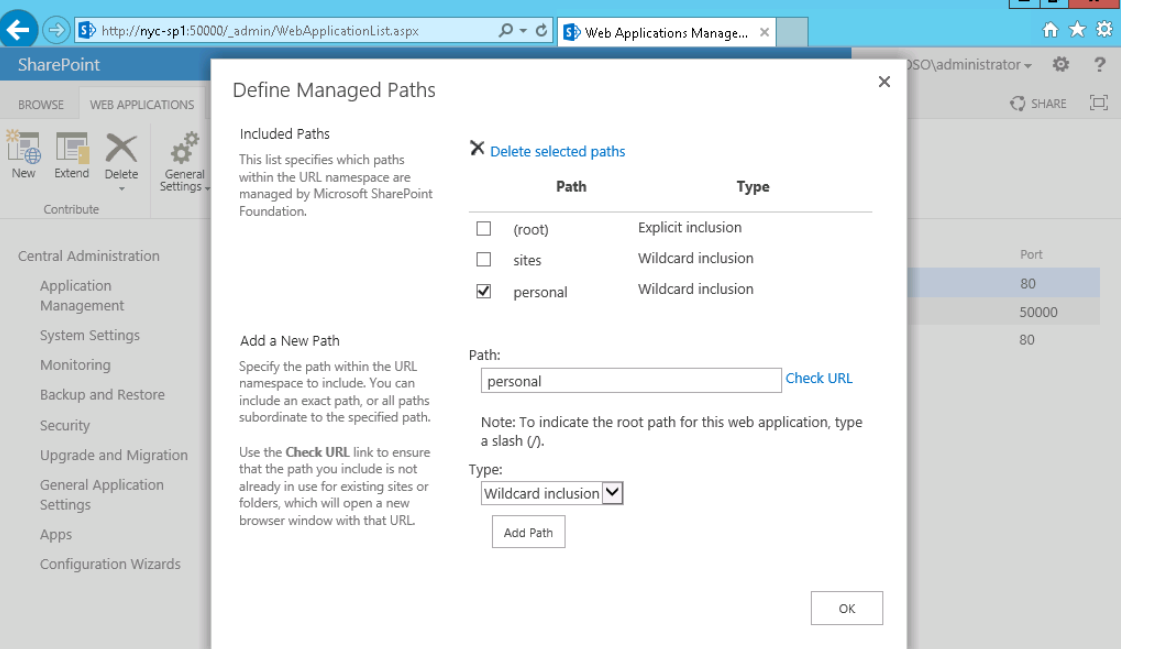 http://nyc-sp1:50000/_admin/WebApplicationList.aspx
Web Applications Manage...
SharePoint
OSO\administrator
?
BROWSE
WEB APPLICATIONS
SHARE
New
Extend
Delete
General
Settings
Contribute
Define Managed Paths
Included Paths
This list specifies which paths
within the URL namespace are
managed by Microsoft SharePoint
Foundation.
Delete selected paths
Path Type
(root) Explicit inclusion
sites Wildcard inclusion
personal Wildcard inclusion
Add a New Path
Specify the path within the URL
namespace to include. You can
include an exact path, or all paths
subordinate to the specified path.
Use the Check URL link to ensure
that the path you include is not
already in use for existing sites or
folders, which will open a new
browser window with that URL.
Path:
personal
Check URL
Note: To indicate the root path for this web application, type
a slash (/).
Type:
Wildcard inclusion
Add Path
OK
Central Administration
Application
Management
System Settings
Monitoring
Backup and Restore
Security
Upgrade and Migration
General Application
Settings
Apps
Configuration Wizards
Port
80
50000
80